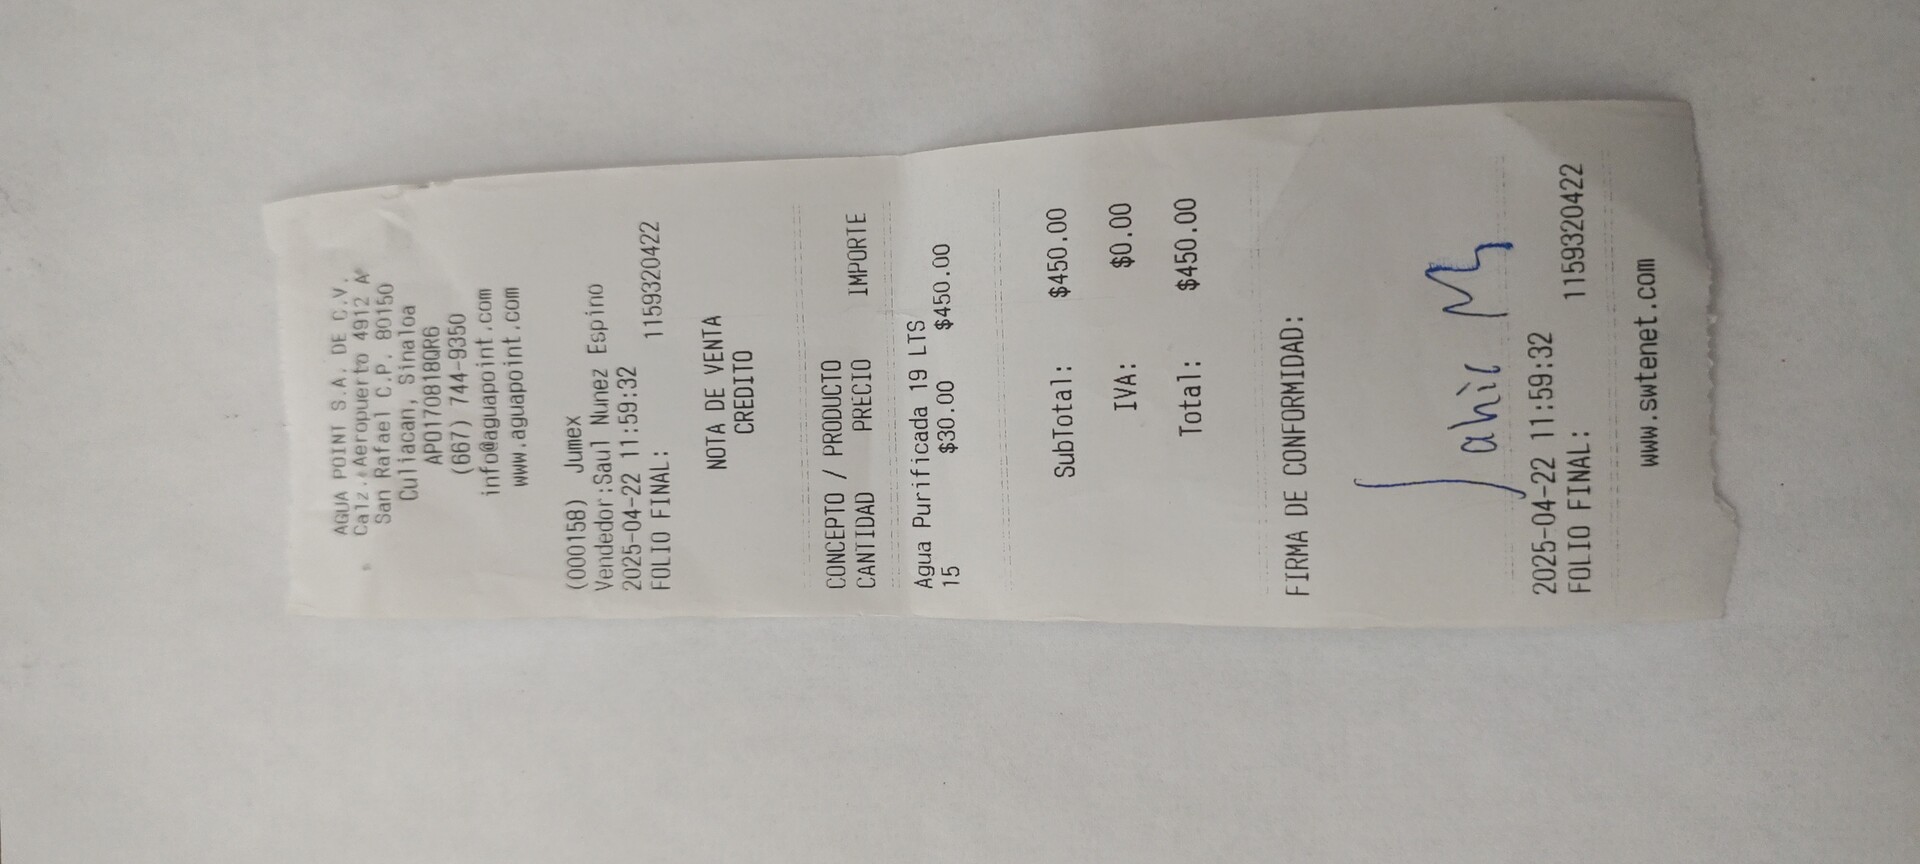 AGUA POINT S.A. DE C.V.
Calz. Aeropuerto 4912 A
San Rafael C.P. 80150
Culiacan, Sinaloa
APO170818QR6
(667) 744-9350
info@aguapoint.com
www.aguapoint.com
(000158) Jumex
Vendedor:Saul Nunez Espino
2025-04-22 11:59:32
FOLIO FINAL: 1159320422
NOTA DE VENTA
CREDITO
CONCEPTO / PRODUCTO
CANTIDAD PRECIO IMPORTE
Agua Purificada 19 LTS
15 $30.00 $450.00
SubTotal: $450.00
IVA: $0.00
Total: $450.00
FIRMA DE CONFORMIDAD:
2025-04-22 11:59:32
FOLIO FINAL: 1159320422
www.swtenet.com